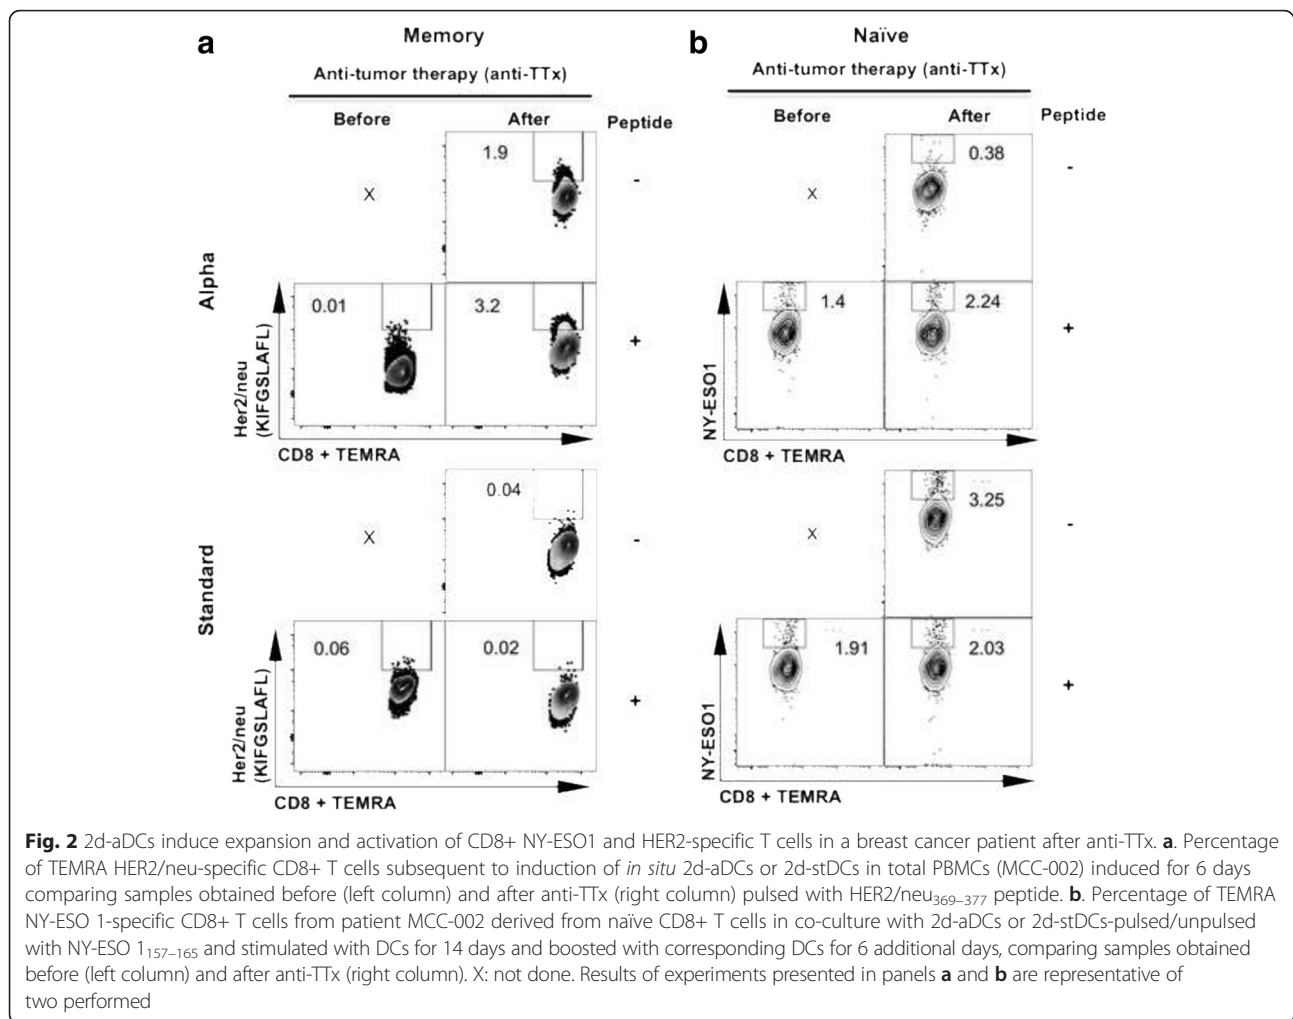 a
Memory
Anti-tumor therapy (anti-TTx)
Before
After
Peptide
1.9
X
-
Alpha
0.01
3.2
+
Her2/neu
(KIFGSLAFL)
CD8 + TEMRA
0.04
X
-
Standard
0.06
0.02
+
Her2/neu
(KIFGSLAFL)
CD8 + TEMRA
b
Naïve
Anti-tumor therapy (anti-TTx)
Before
After
Peptide
0.38
X
-
1.4
2.24
+
NY-ESO1
CD8 + TEMRA
3.25
X
-
1.91
2.03
+
NY-ESO1
CD8 + TEMRA
Fig. 2 2d-aDCs induce expansion and activation of CD8+ NY-ESO1 and HER2-specific T cells in a breast cancer patient after anti-TTx. a. Percentage
of TEMRA HER2/neu-specific CD8+ T cells subsequent to induction of in situ 2d-aDCs or 2d-stDCs in total PBMCs (MCC-002) induced for 6 days
comparing samples obtained before (left column) and after anti-TTx (right column) pulsed with HER2/neu369–377 peptide. b. Percentage of TEMRA
NY-ESO 1-specific CD8+ T cells from patient MCC-002 derived from naïve CD8+ T cells in co-culture with 2d-aDCs or 2d-stDCs-pulsed/unpulsed
with NY-ESO 1157–165 and stimulated with DCs for 14 days and boosted with corresponding DCs for 6 additional days, comparing samples obtained
before (left column) and after anti-TTx (right column). X: not done. Results of experiments presented in panels a and b are representative of
two performed